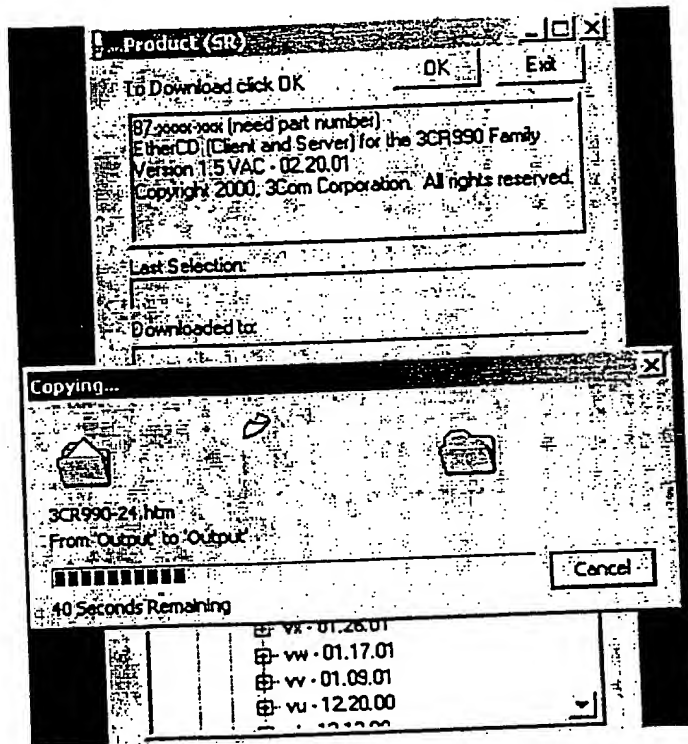 ...Product (SR)
To Download click OK
OK
Exit
87-xxxx-xxx (need part number)
EtherCD (Client and Server) for the 3CR990 Family
Version 1.5 VAC - 02.20.01
Copyright 2000, 3Com Corporation. All rights reserved.
Last Selection:
Downloaded to:
Copying...
3CR990-24.htm
From 'Output' to 'Output'
Cancel
40 Seconds Remaining
vx - 01.26.01
vw - 01.17.01
vv - 01.09.01
vu - 12.20.00